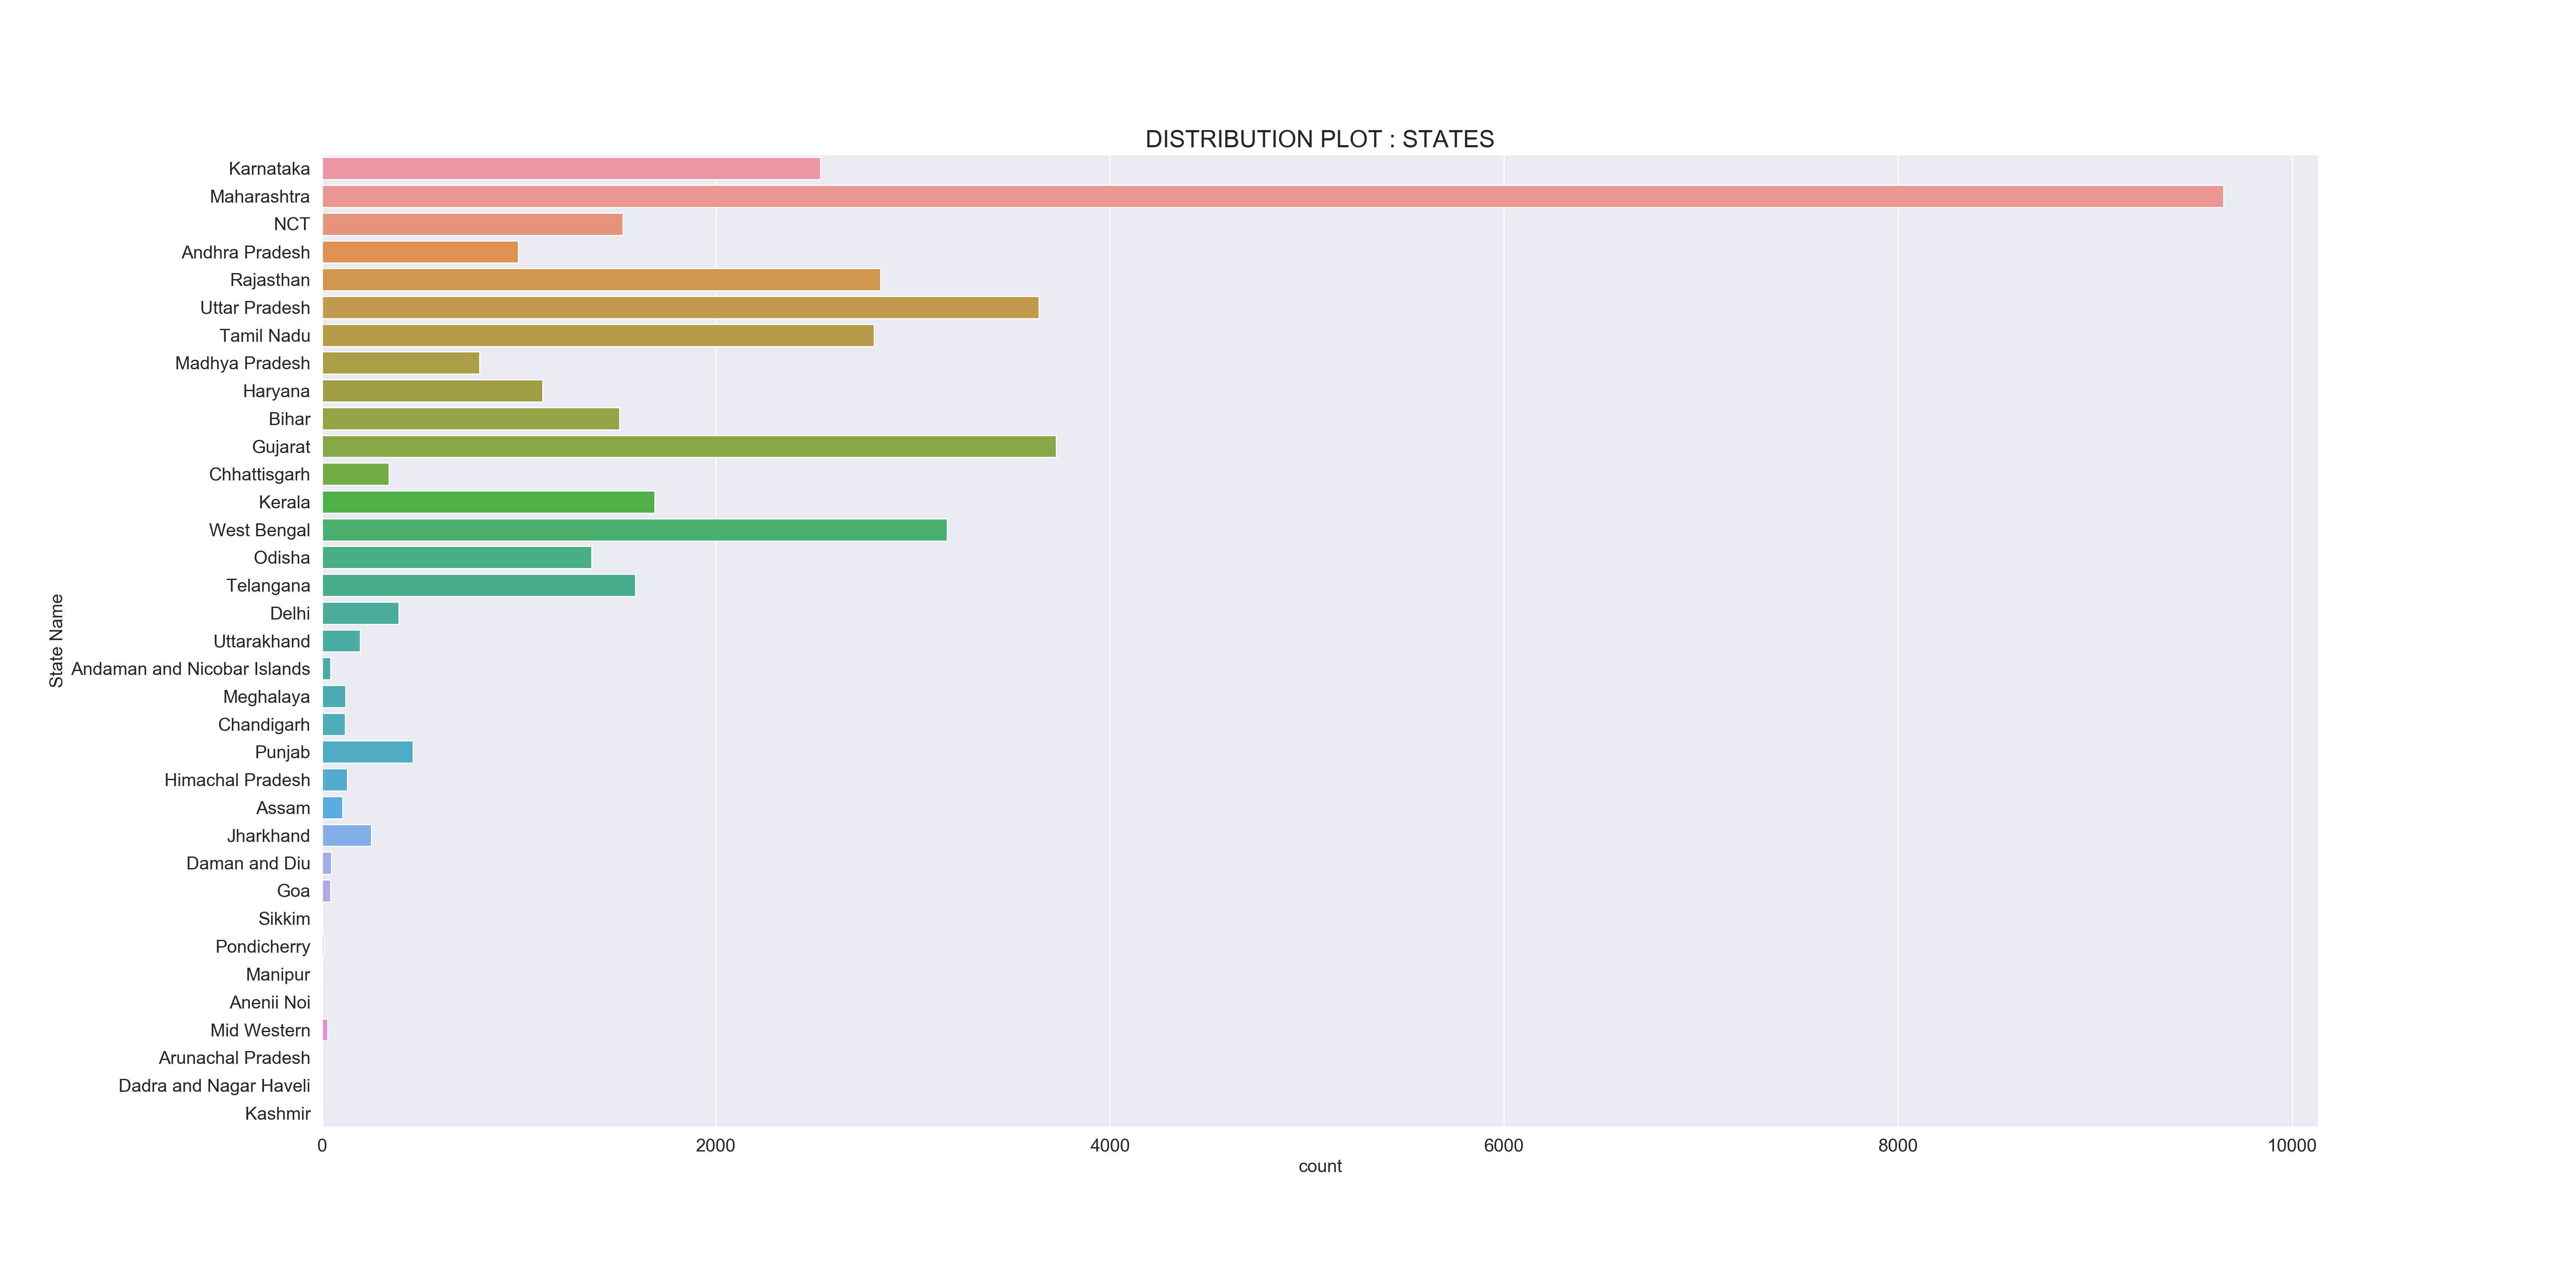 DISTRIBUTION PLOT : STATES
State Name
Karnataka
Maharashtra
NCT
Andhra Pradesh
Rajasthan
Uttar Pradesh
Tamil Nadu
Madhya Pradesh
Haryana
Bihar
Gujarat
Chhattisgarh
Kerala
West Bengal
Odisha
Telangana
Delhi
Uttarakhand
Andaman and Nicobar Islands
Meghalaya
Chandigarh
Punjab
Himachal Pradesh
Assam
Jharkhand
Daman and Diu
Goa
Sikkim
Pondicherry
Manipur
Anenii Noi
Mid Western
Arunachal Pradesh
Dadra and Nagar Haveli
Kashmir
0 2000 4000 6000 8000 10000
count